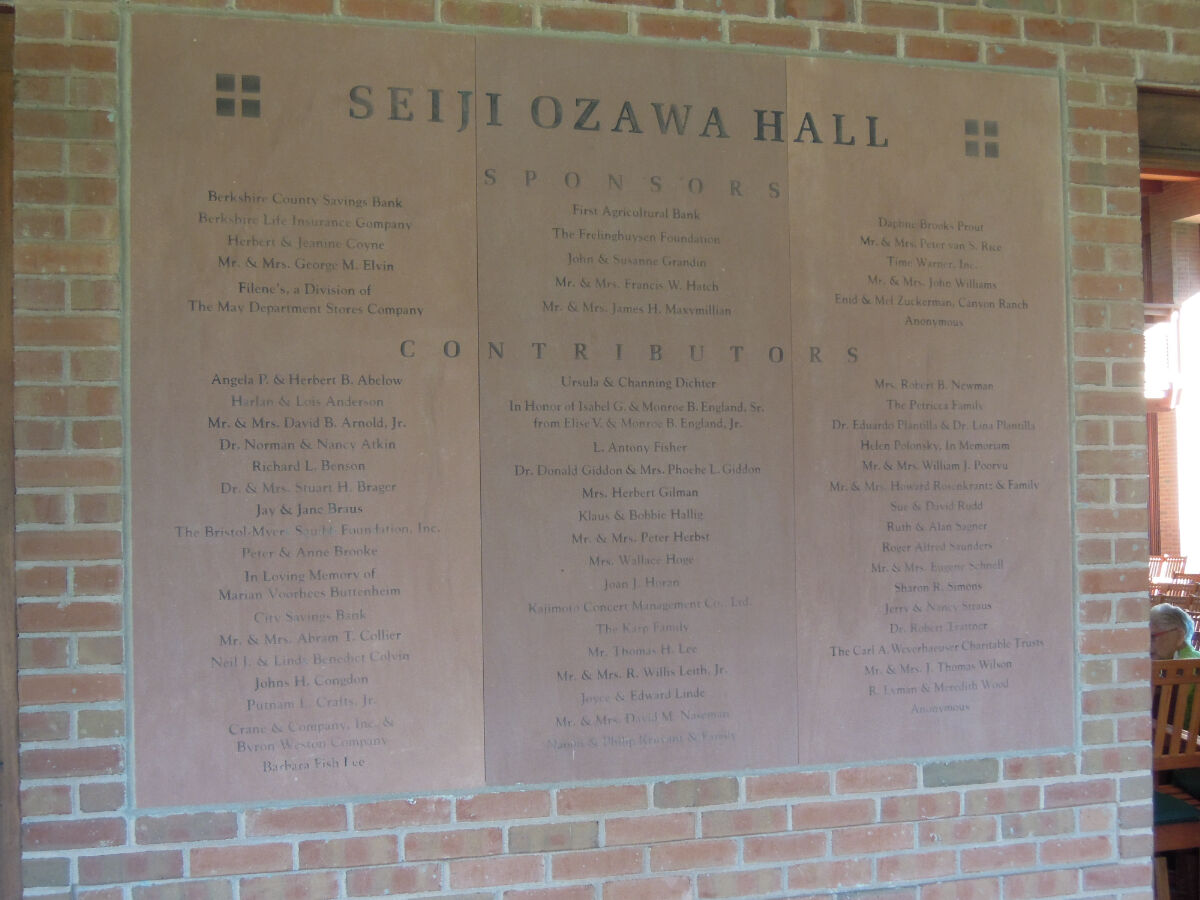 SEIJI OZAWA HALL
SPONSORS
Berkshire County Savings Bank
Berkshire Life Insurance Company
Herbert & Jeanine Coyne
Mr. & Mrs. George M. Elvin
Filene's, a Division of
The May Department Stores Company
First Agricultural Bank
The Frelinghuysen Foundation
John & Susanne Grandin
Mr. & Mrs. Francis W. Hatch
Mr. & Mrs. James H. Maxymillian
Daphne Brooks Prout
Mr. & Mrs. Peter van S. Rice
Time Warner, Inc.
Mr. & Mrs. John Williams
Enid & Mel Zuckerman, Canyon Ranch
Anonymous
CONTRIBUTORS
Angela P. & Herbert B. Abelow
Harlan & Lois Anderson
Mr. & Mrs. David B. Arnold, Jr.
Dr. Norman & Nancy Atkin
Richard L. Benson
Dr. & Mrs. Stuart H. Brager
Jay & Jane Braus
The Bristol-Myers Squibb Foundation, Inc.
Peter & Anne Brooke
In Loving Memory of
Marian Voorhees Buttenheim
City Savings Bank
Mr. & Mrs. Abram T. Collier
Neil J. & Linda Benedict Colvin
Johns H. Congdon
Putnam L. Crafts, Jr.
Crane & Company, Inc. &
Byron Weston Company
Barbara Fish Lee
Ursula & Channing Dichter
In Honor of Isabel G. & Monroe B. England, Sr.
from Elise V. & Monroe B. England, Jr.
L. Antony Fisher
Dr. Donald Giddon & Mrs. Phoebe L. Giddon
Mrs. Herbert Gilman
Klaus & Bobbie Hallig
Mr. & Mrs. Peter Herbst
Mrs. Wallace Hoge
Joan J. Horan
Kajimoto Concert Management Co., Ltd.
The Karp Family
Mr. Thomas H. Lee
Mr. & Mrs. R. Willis Leith, Jr.
Joyce & Edward Linde
Mr. & Mrs. David M. Naseman
& Philip Kruvant & Family
Mrs. Robert B. Newman
The Petricca Family
Dr. Eduardo Plantilla & Dr. Lina Plantilla
Helen Polonsky, In Memoriam
Mr. & Mrs. William J. Poorvu
Mr. & Mrs. Howard Rosenkrantz & Family
Sue & David Rudd
Ruth & Alan Sagner
Roger Alfred Saunders
Mr. & Mrs. Eugene Schnell
Sharon R. Simons
Jerry & Nancy Straus
Dr. Robert Trattner
The Carl A. Weyerhaeuser Charitable Trusts
Mr. & Mrs. J. Thomas Wilson
R. Lyman & Meredith Wood
Anonymous